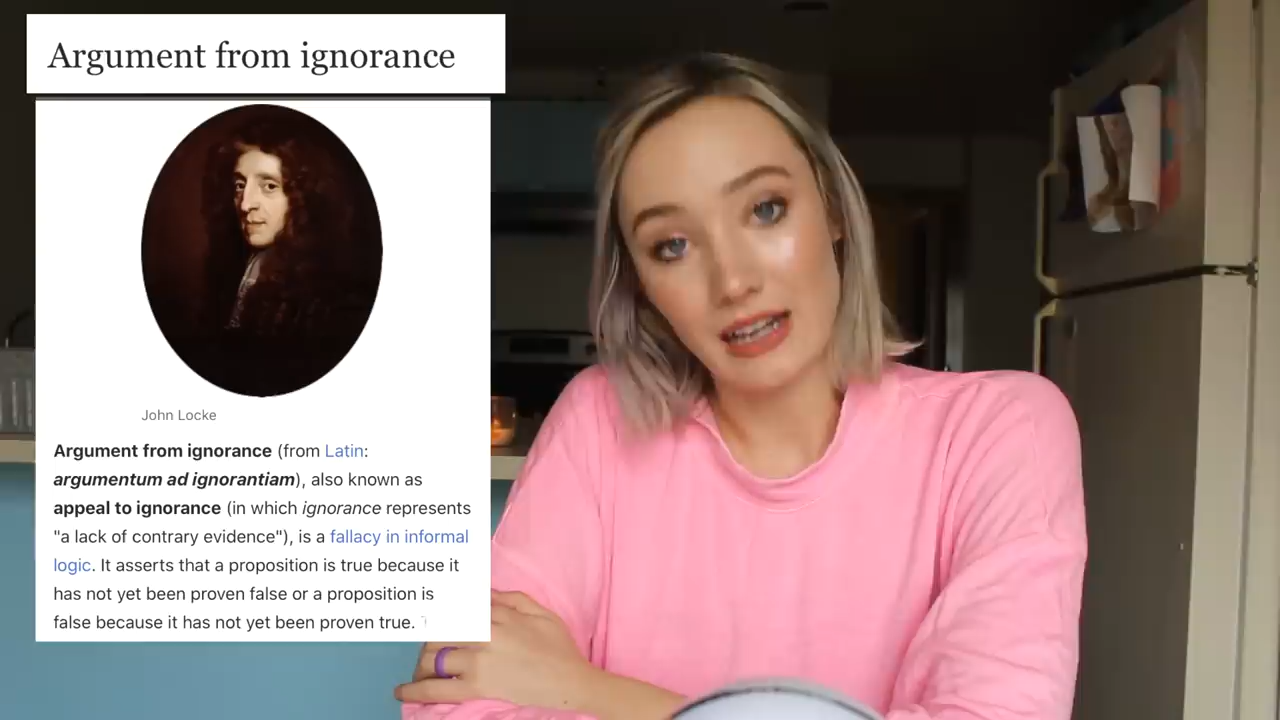 Argument from ignorance
John Locke
Argument from ignorance (from Latin:
argumentum ad ignorantiam), also known as
appeal to ignorance (in which ignorance represents
"a lack of contrary evidence"), is a fallacy in informal
logic. It asserts that a proposition is true because it
has not yet been proven false or a proposition is
false because it has not yet been proven true.